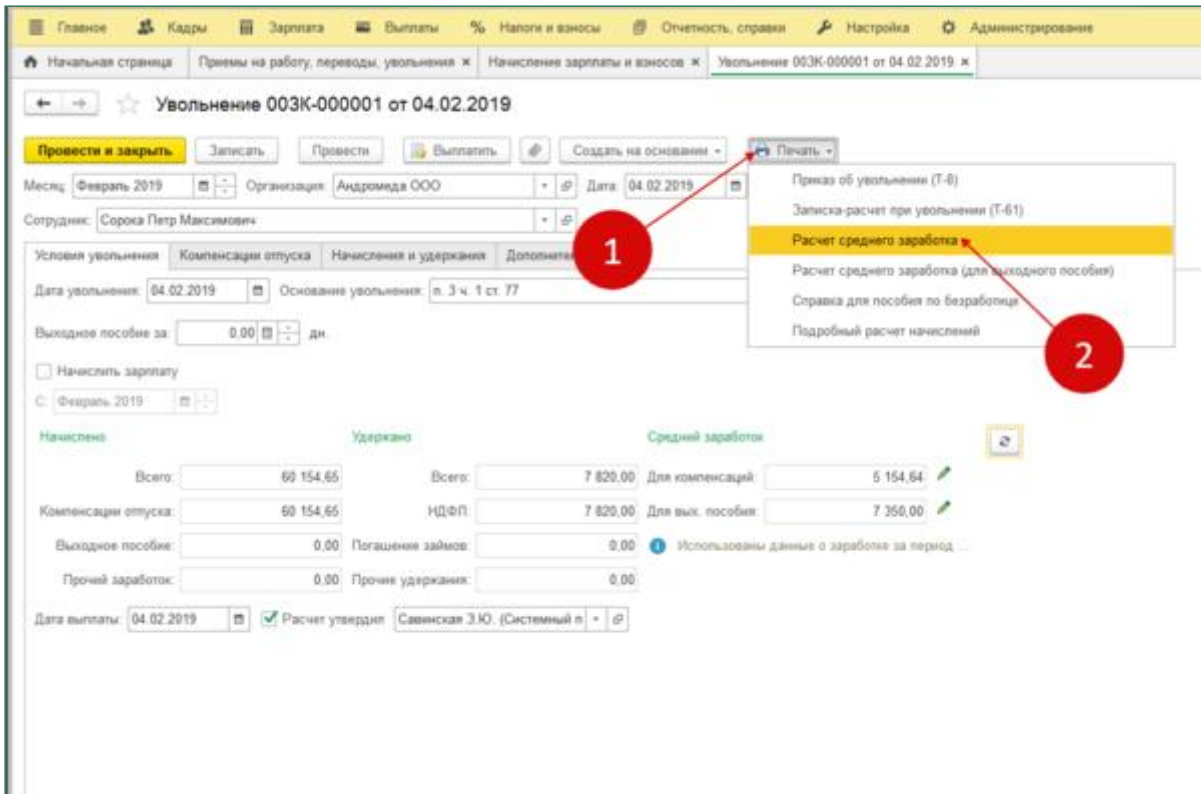 Главное Кадры Зарплата Выплаты Налоги и взносы Отчетность, справки Настройка Администрирование
Начальная страница Приемы на работу, переводы, увольнения × Начисление зарплаты и взносов × Увольнение 00ЗК-000001 от 04.02.2019 ×
Увольнение 00ЗК-000001 от 04.02.2019
Провести и закрыть Записать Провести Выплатить Создать на основании Печать
Месяц: Февраль 2019 Организация: Андромеда ООО Дата: 04.02.2019
Приказ об увольнении (Т-8)
Сотрудник: Сорока Петр Максимович
Записка-расчет при увольнении (Т-61)
1
Расчет среднего заработка
Условия увольнения Компенсации отпуска Начисления и удержания Дополните
Расчет среднего заработка (для выходного пособия)
Дата увольнения: 04.02.2019 Основание увольнения: п. 3 ч. 1 ст. 77
Справка для пособия по безработице
Выходное пособие за: 0,00 дн.
Подробный расчет начислений
2
Начислить зарплату
С: Февраль 2019
Начислено Удержано Средний заработок
Всего: 60 154,65 Всего: 7 820,00 Для компенсаций: 5 154,64
Компенсации отпуска: 60 154,65 НДФЛ: 7 820,00 Для вых. пособия: 7 350,00
Выходное пособие: 0,00 Погашение займов: 0,00 Использованы данные о заработке за период ...
Прочий заработок: 0,00 Прочие удержания: 0,00
Дата выплаты: 04.02.2019 Расчет утвердил Савинская З.Ю. (Системный п